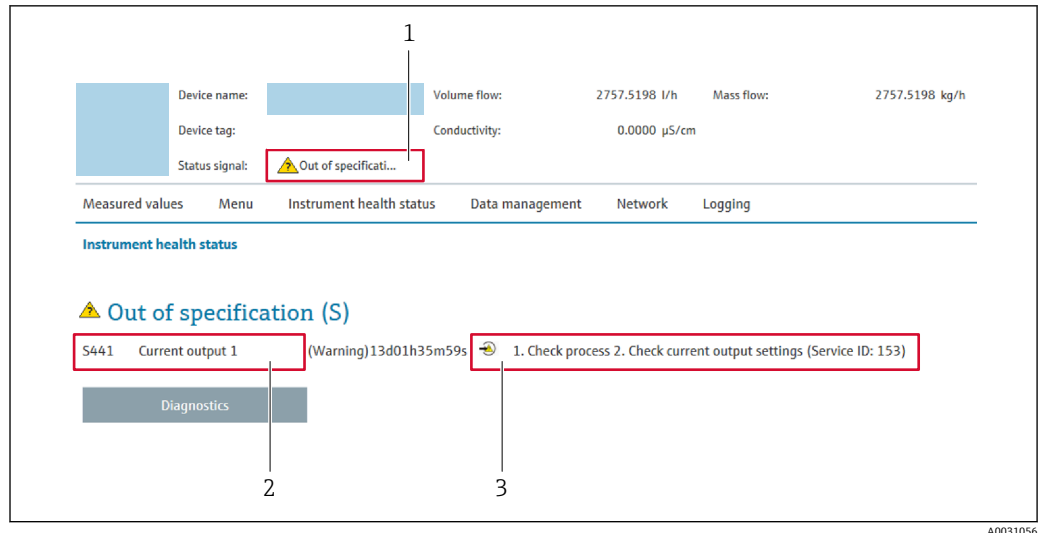 1
Device name: Volume flow: 2757.5198 l/h Mass flow: 2757.5198 kg/h
Device tag: Conductivity: 0.0000 µS/cm
Status signal: Out of specificati...
Measured values Menu Instrument health status Data management Network Logging
Instrument health status
Out of specification (S)
S441 Current output 1 (Warning)13d01h35m59s 1. Check process 2. Check current output settings (Service ID: 153)
Diagnostics
2 3
A0031056